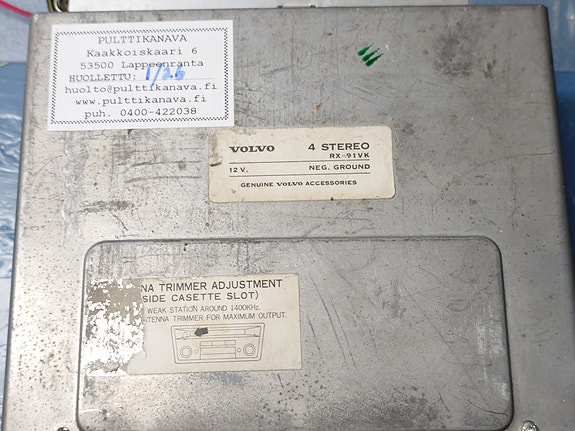 PULTTIKANAVA
Kaakkoiskaari 6
53500 Lappeenranta
HUOLLETTU: 1/26
huolto@pulttikanava.fi
www.pulttikanava.fi
puh. 0400-422038
VOLVO 4 STEREO
RX-91VK
12 V. NEG. GROUND
GENUINE VOLVO ACCESSORIES
NA TRIMMER ADJUSTMENT
SIDE CASETTE SLOT)
WEAK STATION AROUND 1400KHz.
TENNA TRIMMER FOR MAXIMUM OUTPUT.